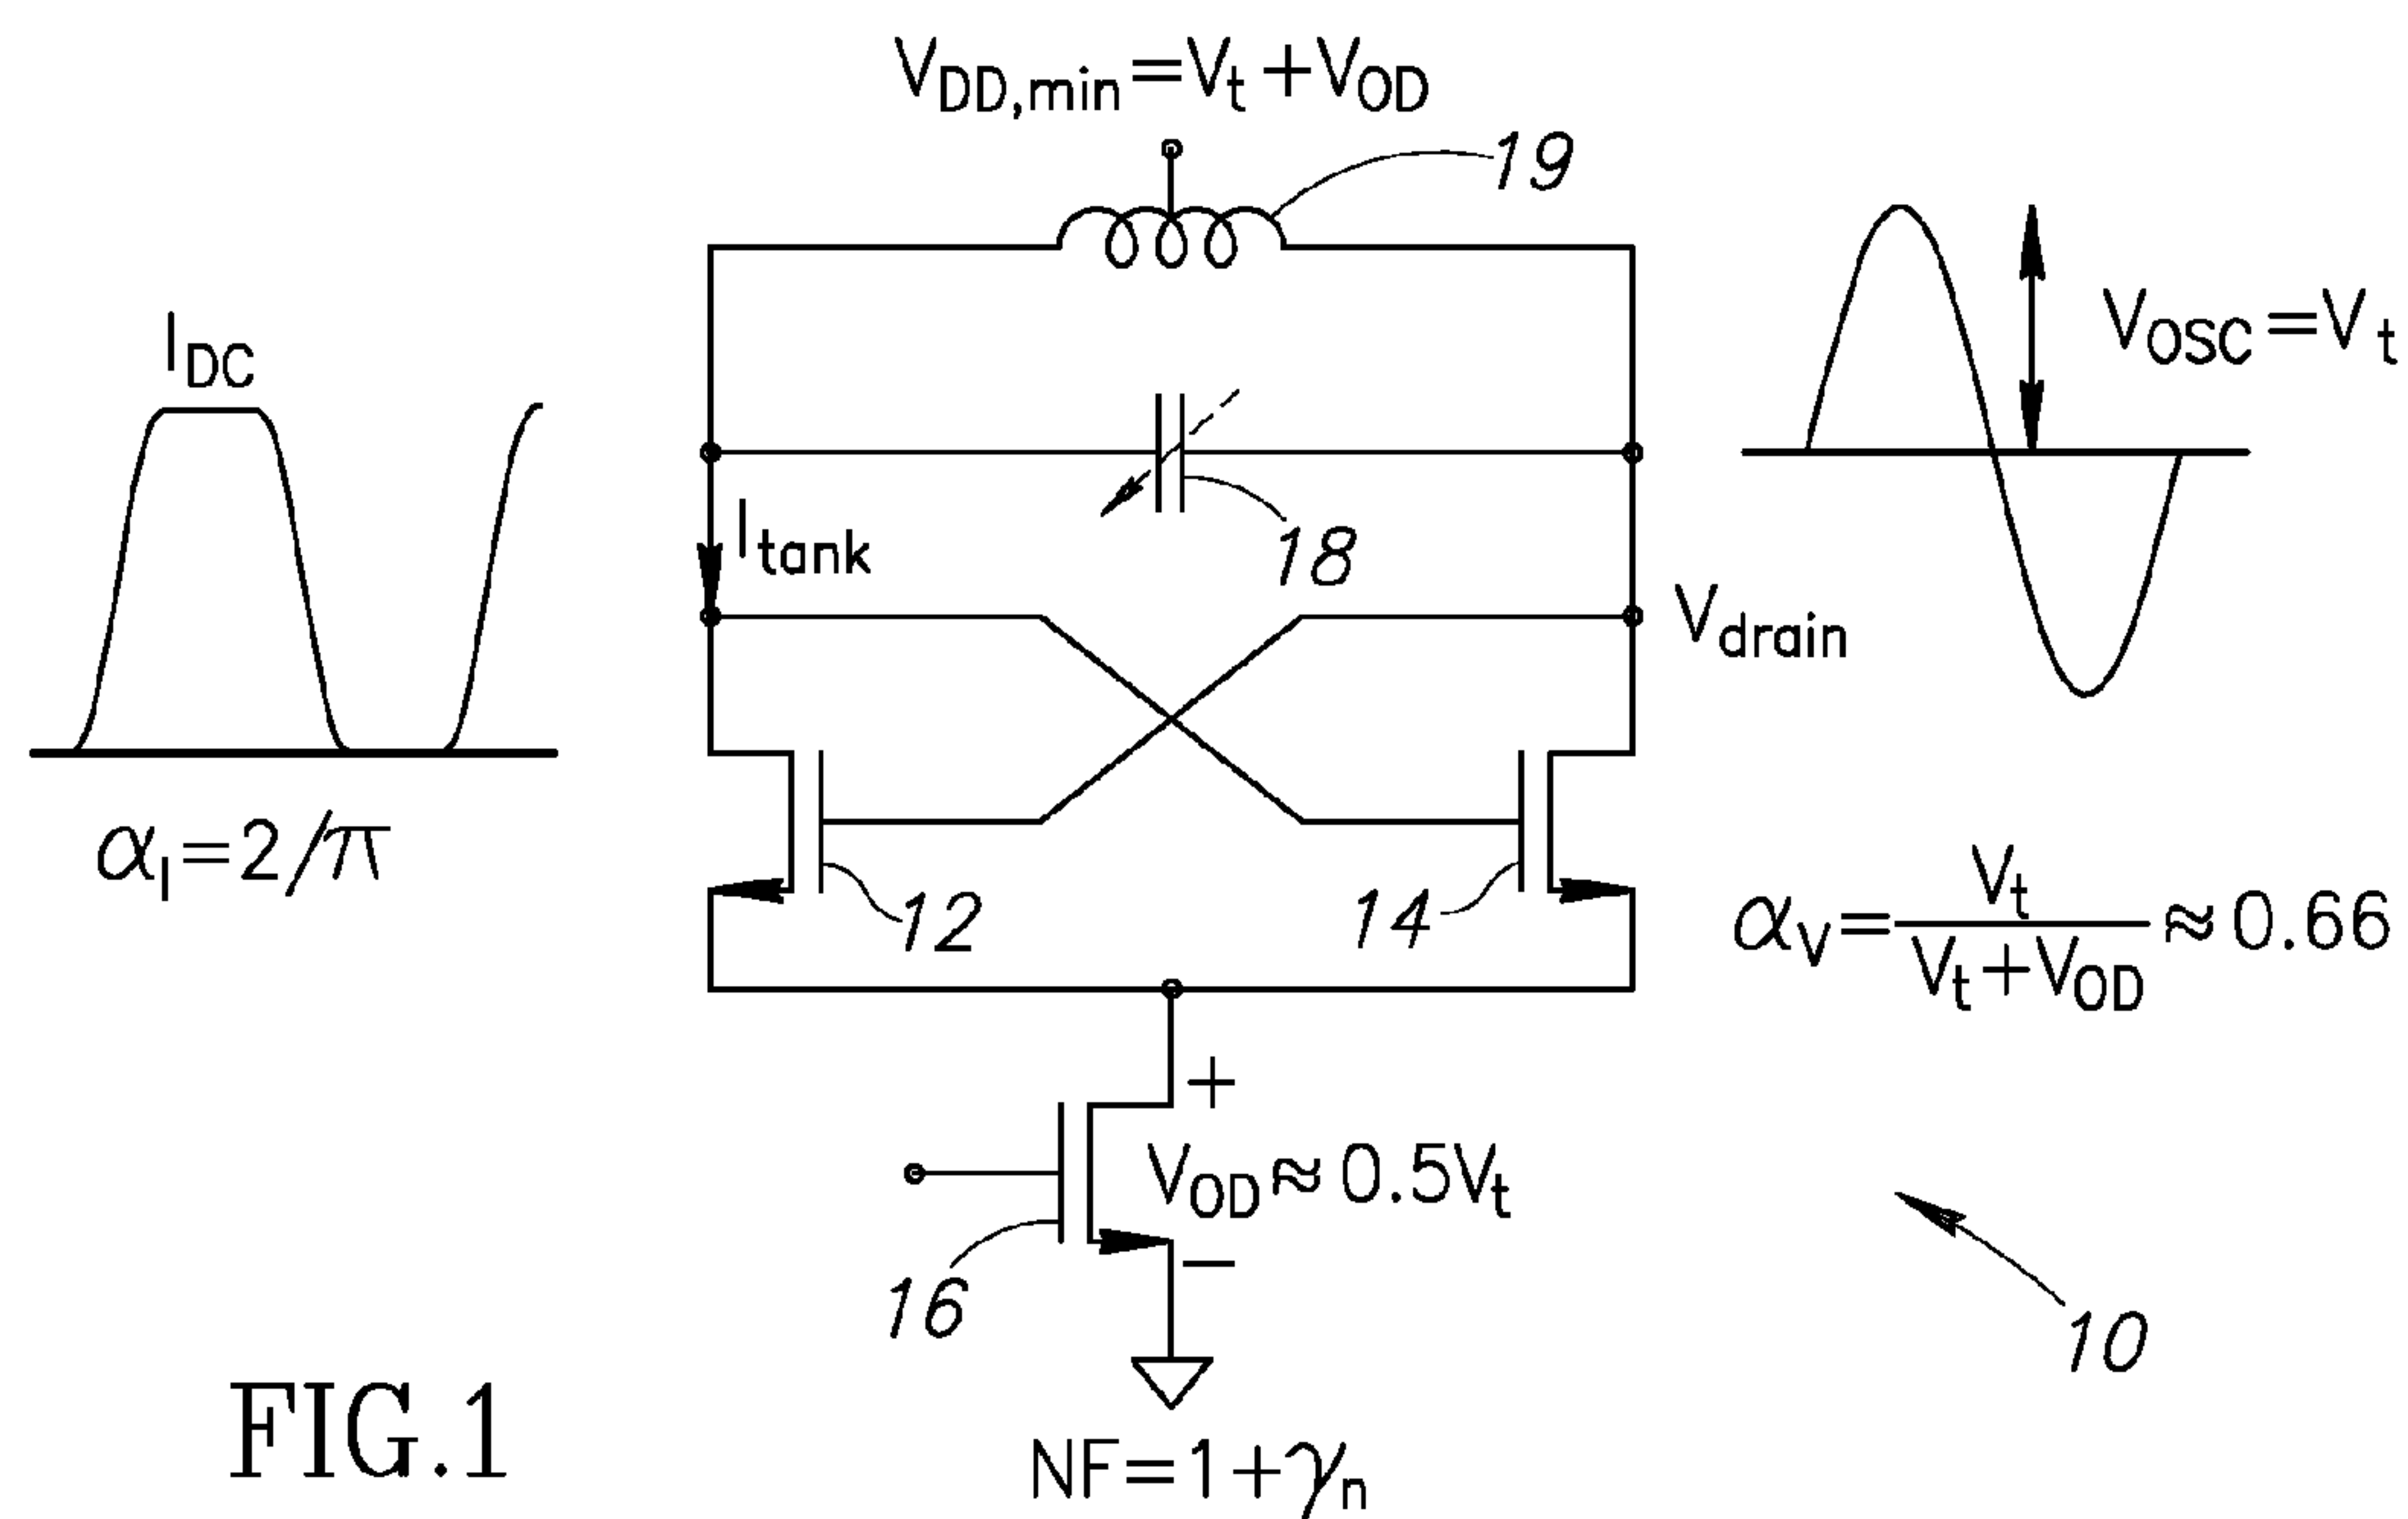 V_DD,min=V_t+V_OD
19
I_DC
V_OSC=V_t
I_tank
18
V_drain
α_I=2/π
12
14
α_V=V_t/(V_t+V_OD)≈0.66
+
V_OD≈0.5V_t
−
16
10
FIG.1
NF=1+γ_n